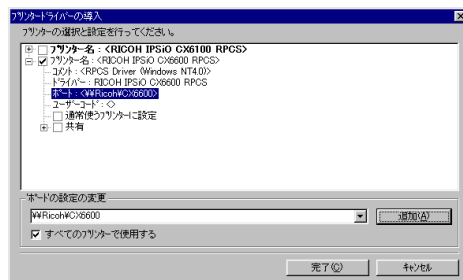 プリンタードライバーの導入
プリンターの選択と設定を行ってください。
プリンター名 : <RICOH IPSiO CX6100 RPCS>
プリンター名 : <RICOH IPSiO CX6600 RPCS>
コメント : <RPCS Driver (Windows NT4.0)>
ドライバー : RICOH IPSiO CX6600 RPCS
ポート : <¥¥Ricoh¥CX6600>
ユーザーコード : <>
通常使うプリンターに設定
共有
'ポート'の設定の変更
¥¥Ricoh¥CX6600
追加(A)
すべてのプリンターで使用する
完了(C)
キャンセル